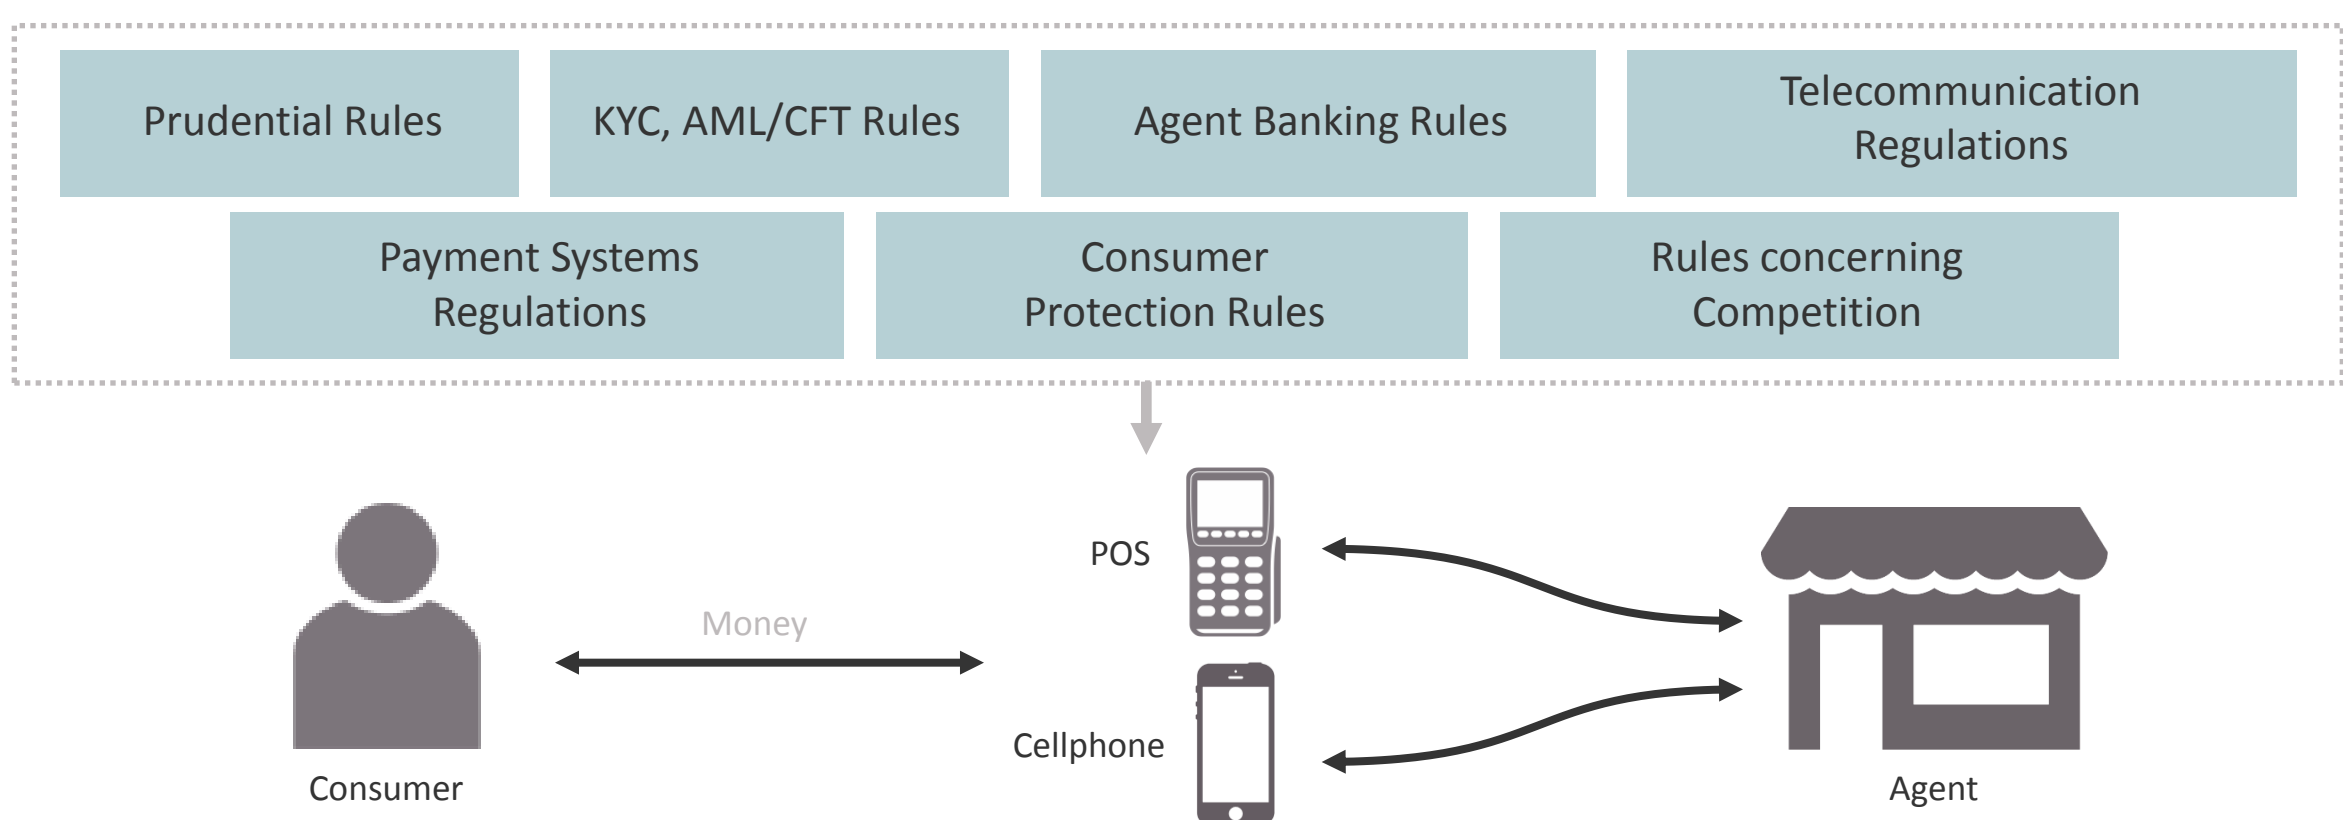 Prudential Rules
KYC, AML/CFT Rules
Agent Banking Rules
Telecommunication
Regulations
Payment Systems
Regulations
Consumer
Protection Rules
Rules concerning
Competition
POS
Money
Cellphone
Consumer
Agent